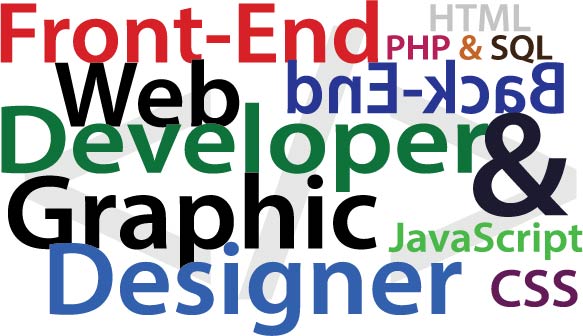 Front-End
HTML
PHP & SQL
Web
Back-End
Developer
&
Graphic
JavaScript
Designer
CSS